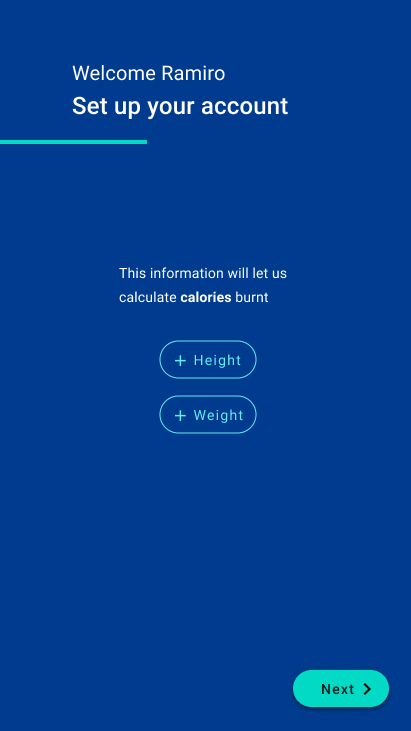 Welcome Ramiro
Set up your account
This information will let us
calculate calories burnt
+ Height
+ Weight
Next